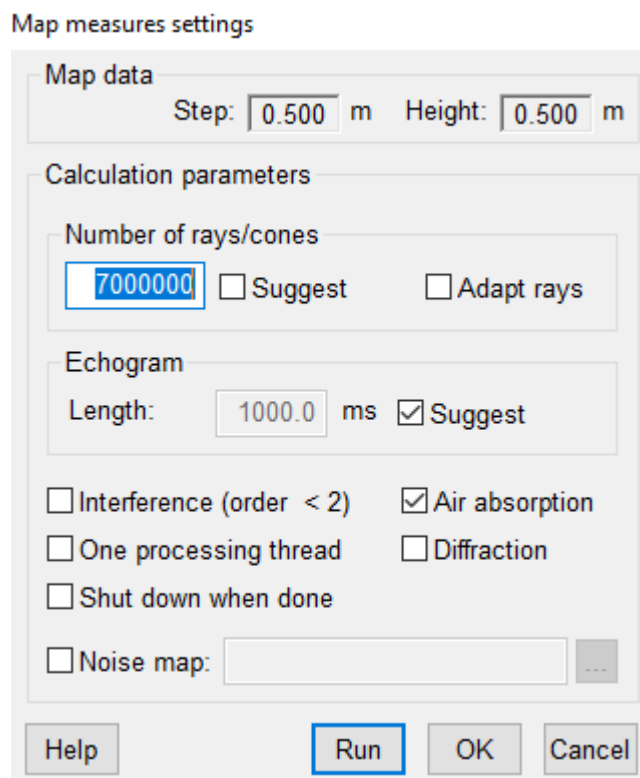 Map measures settings
Map data
Step: 0.500 m Height: 0.500 m
Calculation parameters
Number of rays/cones
7000000 Suggest Adapt rays
Echogram
Length: 1000.0 ms Suggest
Interference (order < 2) Air absorption
One processing thread Diffraction
Shut down when done
Noise map: ...
Help Run OK Cancel